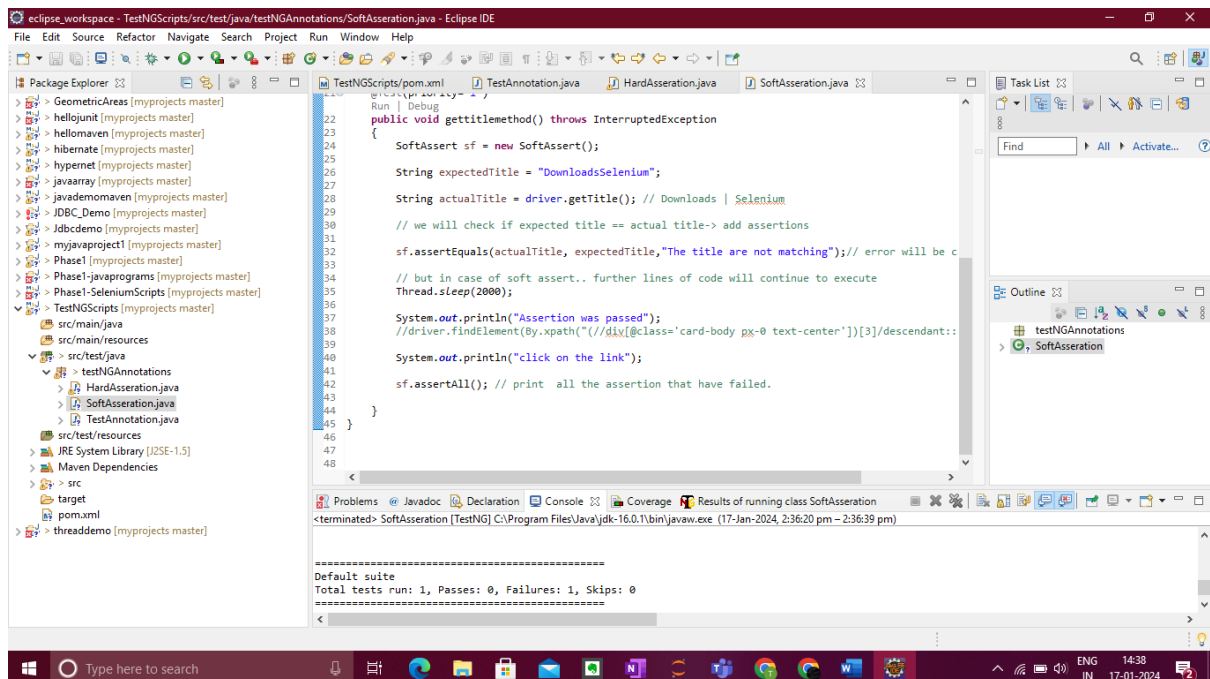 eclipse_workspace - TestNGScripts/src/test/java/testNGAnnotations/SoftAsseration.java - Eclipse IDE
File Edit Source Refactor Navigate Search Project Run Window Help
Package Explorer
> GeometricAreas [myprojects master]
> hellojunit [myprojects master]
> hellomaven [myprojects master]
> hibernate [myprojects master]
> hypernet [myprojects master]
> javaarray [myprojects master]
> javademomaven [myprojects master]
> JDBC_Demo [myprojects master]
> Jdbcdemo [myprojects master]
> myjavaproject1 [myprojects master]
> Phase1 [myprojects master]
> Phase1-javaprograms [myprojects master]
> Phase1-SeleniumScripts [myprojects master]
> TestNGScripts [myprojects master]
src/main/java
src/main/resources
> src/test/java
> testNGAnnotations
HardAsseration.java
SoftAsseration.java
TestAnnotation.java
src/test/resources
JRE System Library [J2SE-1.5]
Maven Dependencies
> src
target
pom.xml
> threaddemo [myprojects master]
TestNGScripts/pom.xml TestAnnotation.java HardAsseration.java SoftAsseration.java
@Test(priority='1')
Run | Debug
22 public void gettitlemethod() throws InterruptedException
23 {
24 SoftAssert sf = new SoftAssert();
25
26 String expectedTitle = "DownloadsSelenium";
27
28 String actualTitle = driver.getTitle(); // Downloads | Selenium
29
30 // we will check if expected title == actual title-> add assertions
31
32 sf.assertEquals(actualTitle, expectedTitle,"The title are not matching");// error will be c
33
34 // but in case of soft assert.. further lines of code will continue to execute
35 Thread.sleep(2000);
36
37 System.out.println("Assertion was passed");
38 //driver.findElement(By.xpath("(//div[@class='card-body px-0 text-center'])[3]/descendant::
39
40 System.out.println("click on the link");
41
42 sf.assertAll(); // print all the assertion that have failed.
43
44 }
45 }
46
47
48
Task List
Find All Activate...
Outline
testNGAnnotations
SoftAsseration
Problems @ Javadoc Declaration Console Coverage Results of running class SoftAsseration
<terminated> SoftAsseration [TestNG] C:\Program Files\Java\jdk-16.0.1\bin\javaw.exe (17-Jan-2024, 2:36:20 pm – 2:36:39 pm)
===============================================
Default suite
Total tests run: 1, Passes: 0, Failures: 1, Skips: 0
===============================================
Type here to search
ENG 14:38
IN 17-01-2024